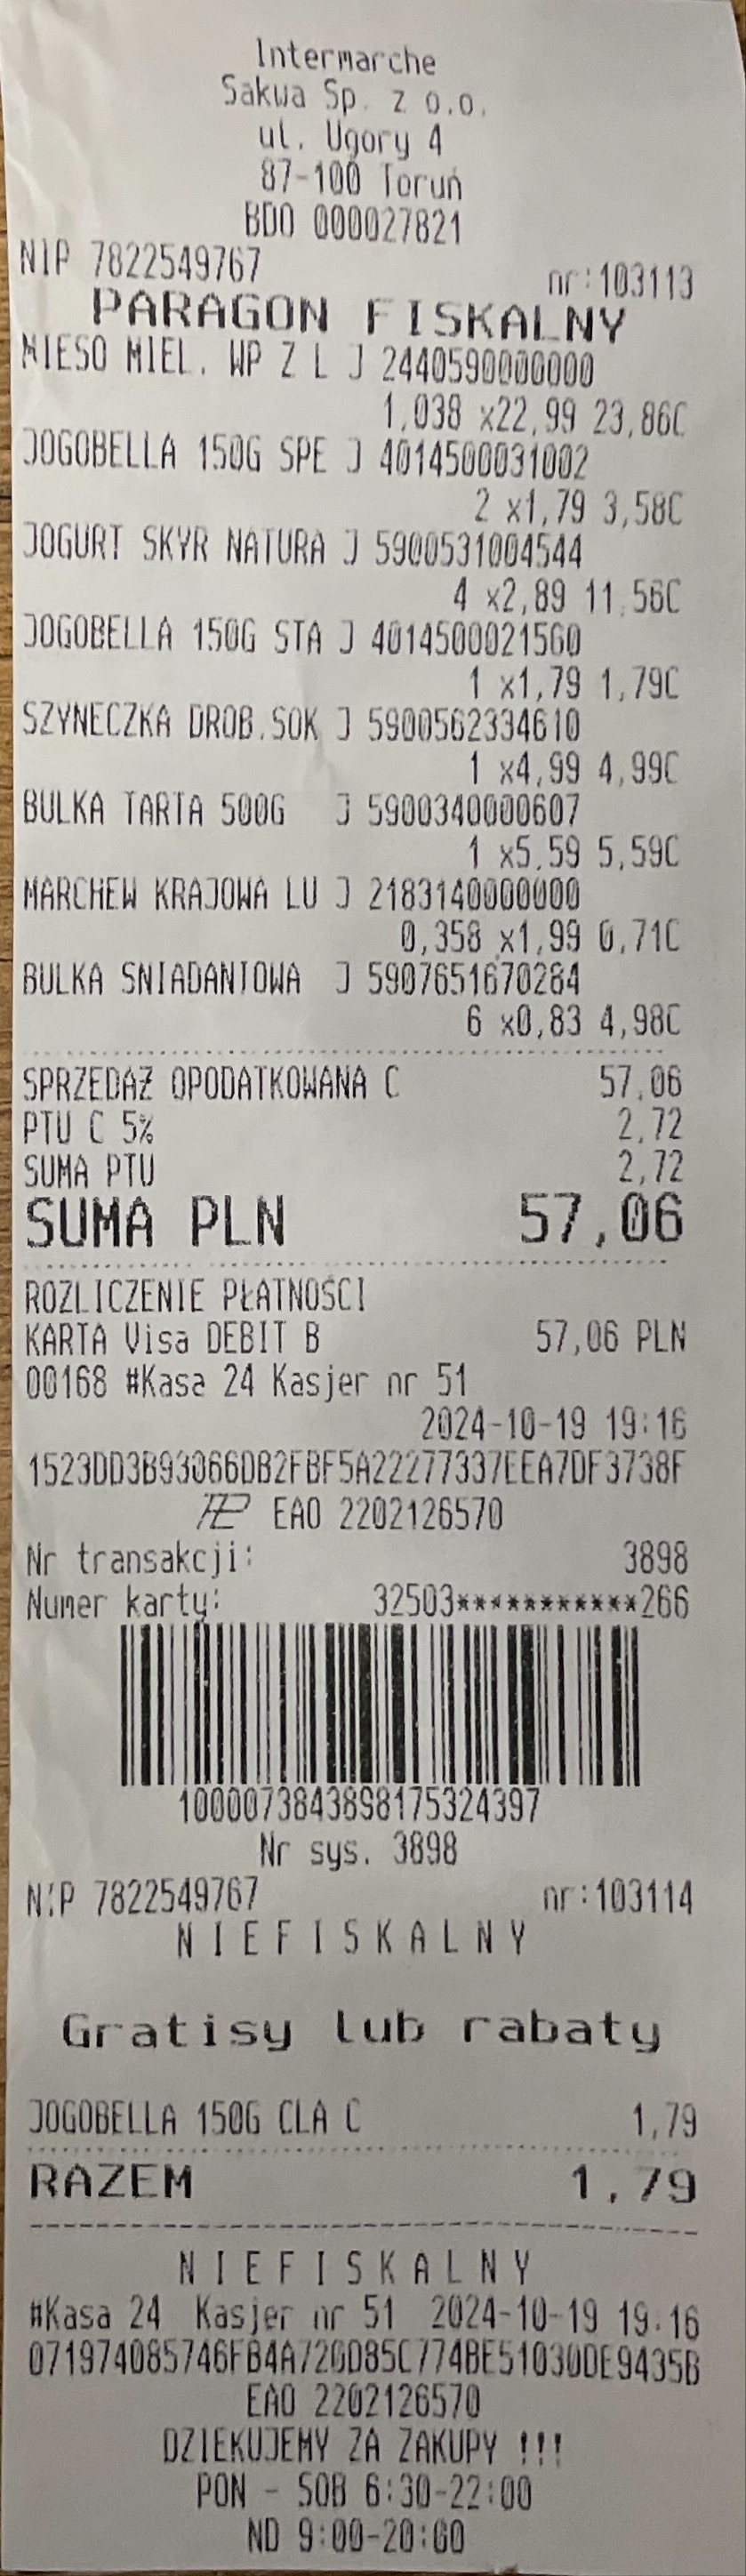 Intermarche
Sakwa Sp. z o.o.
ul. Ugory 4
87-100 Toruń
BDO 000027821
NIP 7822549767 nr:103113
PARAGON FISKALNY
MIESO MIEL. WP Z L J 2440590000000
1,038 x22,99 23,86C
JOGOBELLA 150G SPE J 4014500031002
2 x1,79 3,58C
JOGURT SKYR NATURA J 5900531004544
4 x2,89 11,56C
JOGOBELLA 150G STA J 4014500021560
1 x1,79 1,79C
SZYNECZKA DROB.SOK J 5900562334610
1 x4,99 4,99C
BULKA TARTA 500G J 5900340000607
1 x5,59 5,59C
MARCHEW KRAJOWA LU J 2183140000000
0,358 x1,99 0,71C
BULKA SNIADANIOWA J 5907651670284
6 x0,83 4,98C
SPRZEDAŻ OPODATKOWANA C 57,06
PTU C 5% 2,72
SUMA PTU 2,72
SUMA PLN 57,06
ROZLICZENIE PŁATNOŚCI
KARTA Visa DEBIT B 57,06 PLN
00168 #Kasa 24 Kasjer nr 51
2024-10-19 19:16
1523DD3B93066DB2FBF5A22277337EEA7DF3738F
EAO 2202126570
Nr transakcji: 3898
Numer karty: 32503***********266
1000073843898175324397
Nr sys. 3898
NIP 7822549767 nr:103114
NIEFISKALNY
Gratisy lub rabaty
JOGOBELLA 150G CLA C 1,79
RAZEM 1,79
NIEFISKALNY
#Kasa 24 Kasjer nr 51 2024-10-19 19:16
071974085746FB4A720D85C774BE51030DE9435B
EAO 2202126570
DZIEKUJEMY ZA ZAKUPY !!!
PON - SOB 6:30-22:00
ND 9:00-20:00